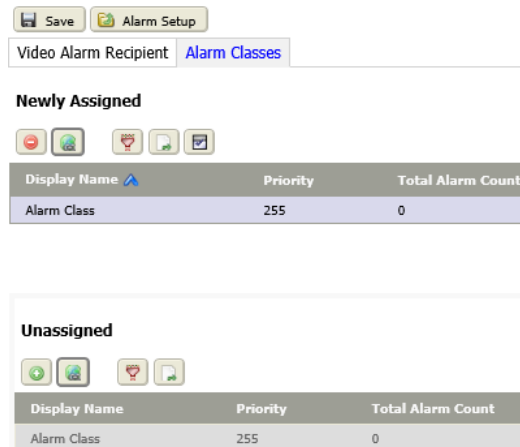 Save Alarm Setup
Video Alarm Recipient Alarm Classes
Newly Assigned
Display Name Priority Total Alarm Count
Alarm Class 255 0
Unassigned
Display Name Priority Total Alarm Count
Alarm Class 255 0